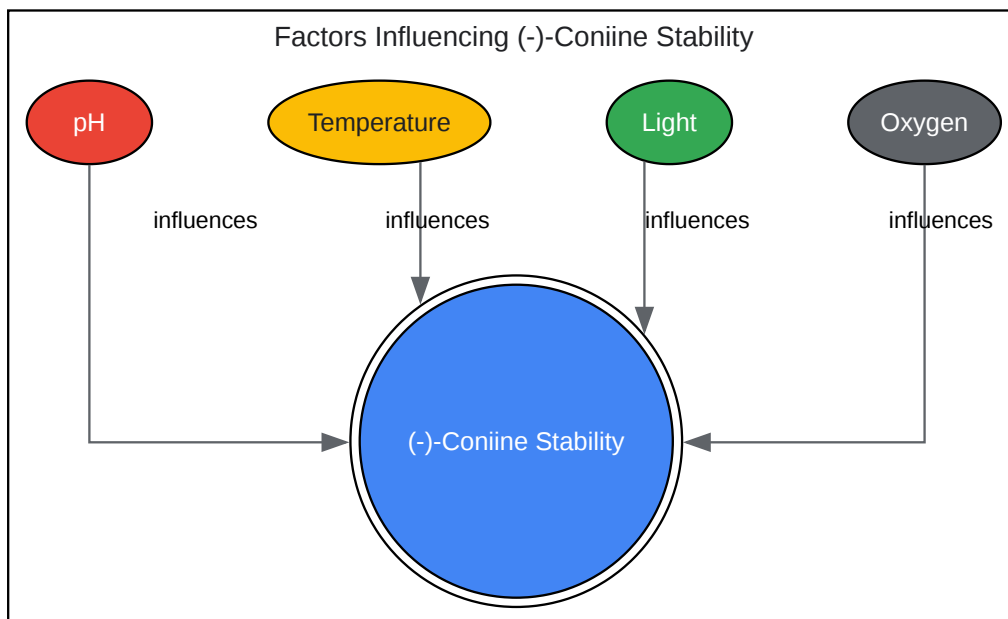 Factors Influencing (-)-Coniine Stability
pH
Temperature
Light
Oxygen
influences
influences
influences
influences
(-)-Coniine Stability